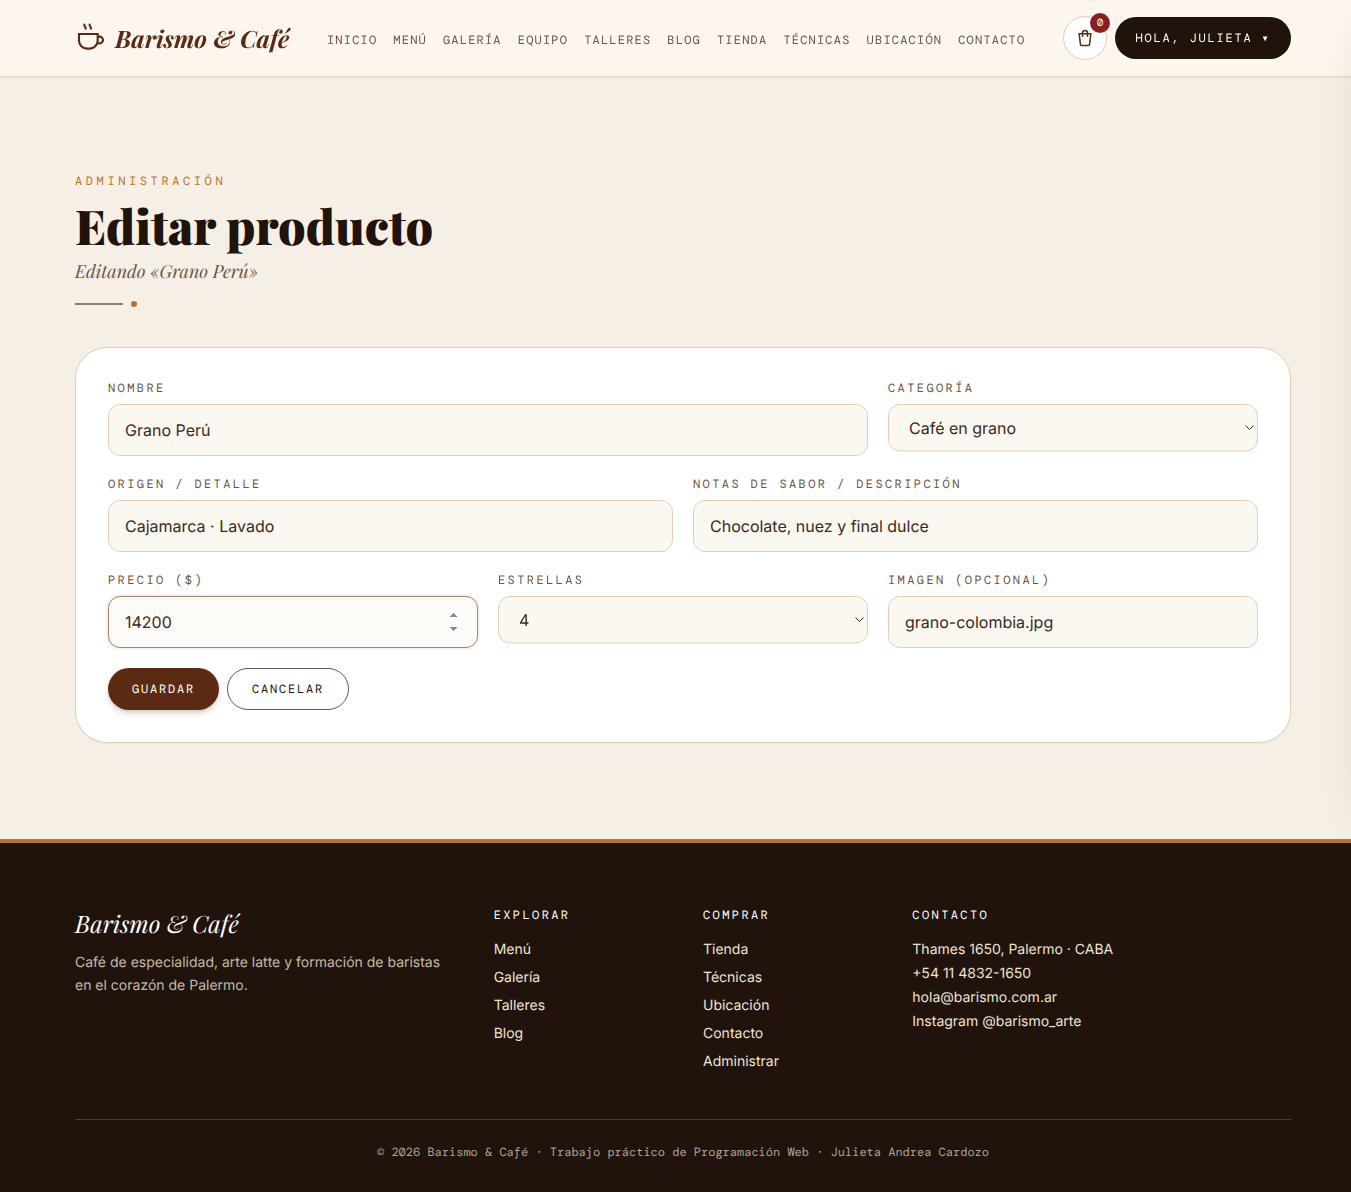 Barismo & Café
INICIO MENÚ GALERÍA EQUIPO TALLERES BLOG TIENDA TÉCNICAS UBICACIÓN CONTACTO
0
HOLA, JULIETA ▾
ADMINISTRACIÓN
Editar producto
Editando «Grano Perú»
NOMBRE
Grano Perú
CATEGORÍA
Café en grano
ORIGEN / DETALLE
Cajamarca · Lavado
NOTAS DE SABOR / DESCRIPCIÓN
Chocolate, nuez y final dulce
PRECIO ($)
14200
ESTRELLAS
4
IMAGEN (OPCIONAL)
grano-colombia.jpg
GUARDAR
CANCELAR
Barismo & Café
Café de especialidad, arte latte y formación de baristas
en el corazón de Palermo.
EXPLORAR
Menú
Galería
Talleres
Blog
COMPRAR
Tienda
Técnicas
Ubicación
Contacto
Administrar
CONTACTO
Thames 1650, Palermo · CABA
+54 11 4832-1650
hola@barismo.com.ar
Instagram @barismo_arte
© 2026 Barismo & Café · Trabajo práctico de Programación Web · Julieta Andrea Cardozo